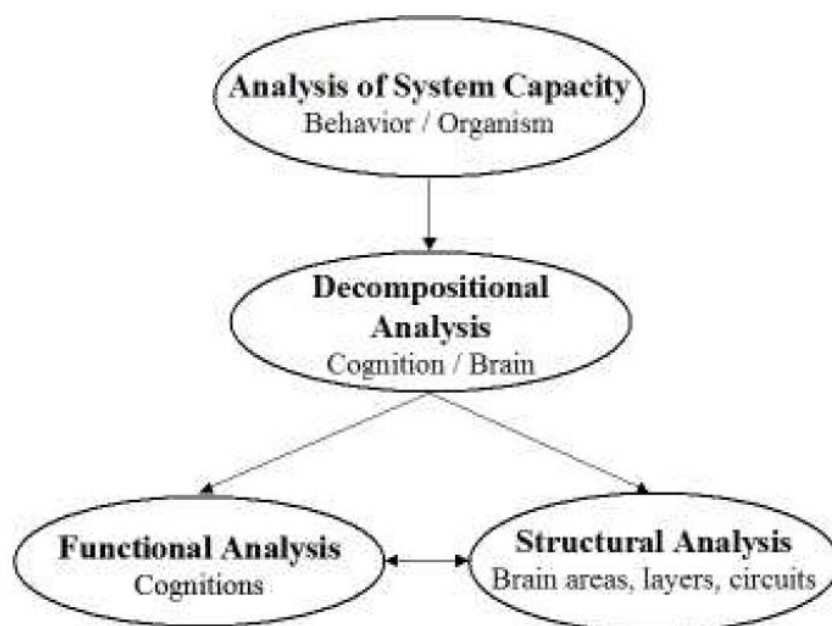 Analysis of System Capacity
Behavior / Organism
Decompositional
Analysis
Cognition / Brain
Functional Analysis
Cognitions
Structural Analysis
Brain areas, layers, circuits